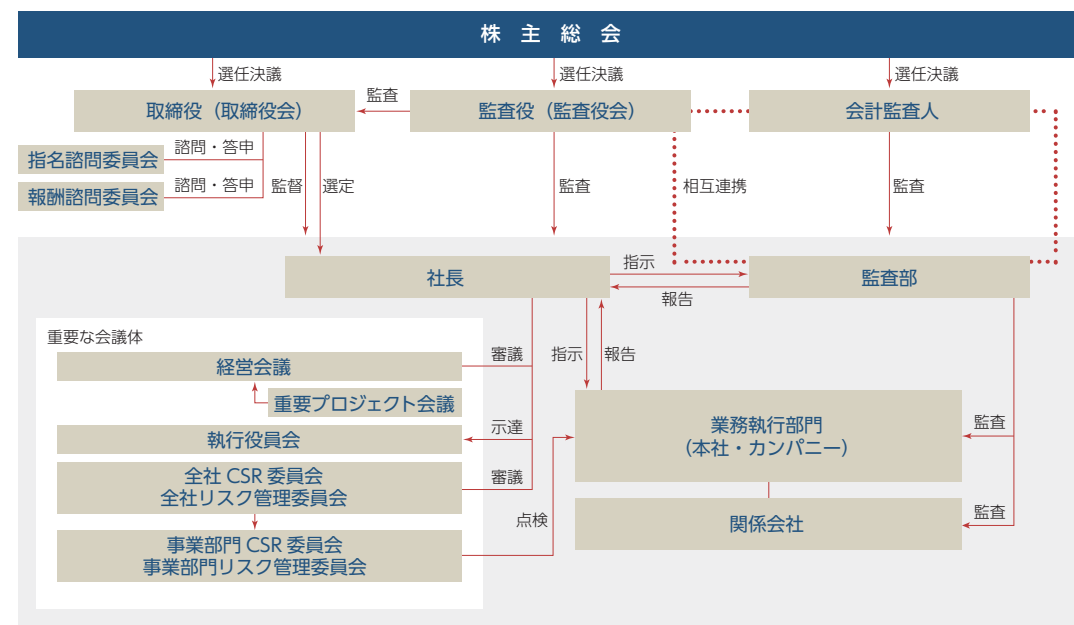 株主総会
選任決議
選任決議
選任決議
取締役（取締役会）
監査
監査役（監査役会）
会計監査人
指名諮問委員会
諮問・答申
報酬諮問委員会
諮問・答申
監督
選定
監査
相互連携
監査
社長
指示
報告
監査部
重要な会議体
経営会議
審議
指示
報告
重要プロジェクト会議
執行役員会
示達
全社 CSR 委員会
全社リスク管理委員会
審議
点検
事業部門 CSR 委員会
事業部門リスク管理委員会
業務執行部門
（本社・カンパニー）
監査
関係会社
監査